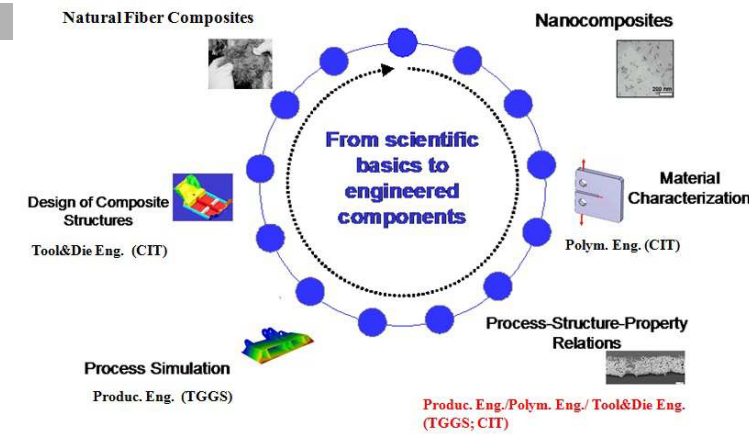 Natural Fiber Composites
Nanocomposites
200 nm
From scientific
basics to
engineered
components
Material
Characterization
Polym. Eng. (CIT)
Design of Composite
Structures
Tool&Die Eng. (CIT)
Process-Structure-Property
Relations
Produc. Eng./Polym. Eng./ Tool&Die Eng.
(TGGS; CIT)
Process Simulation
Produc. Eng. (TGGS)